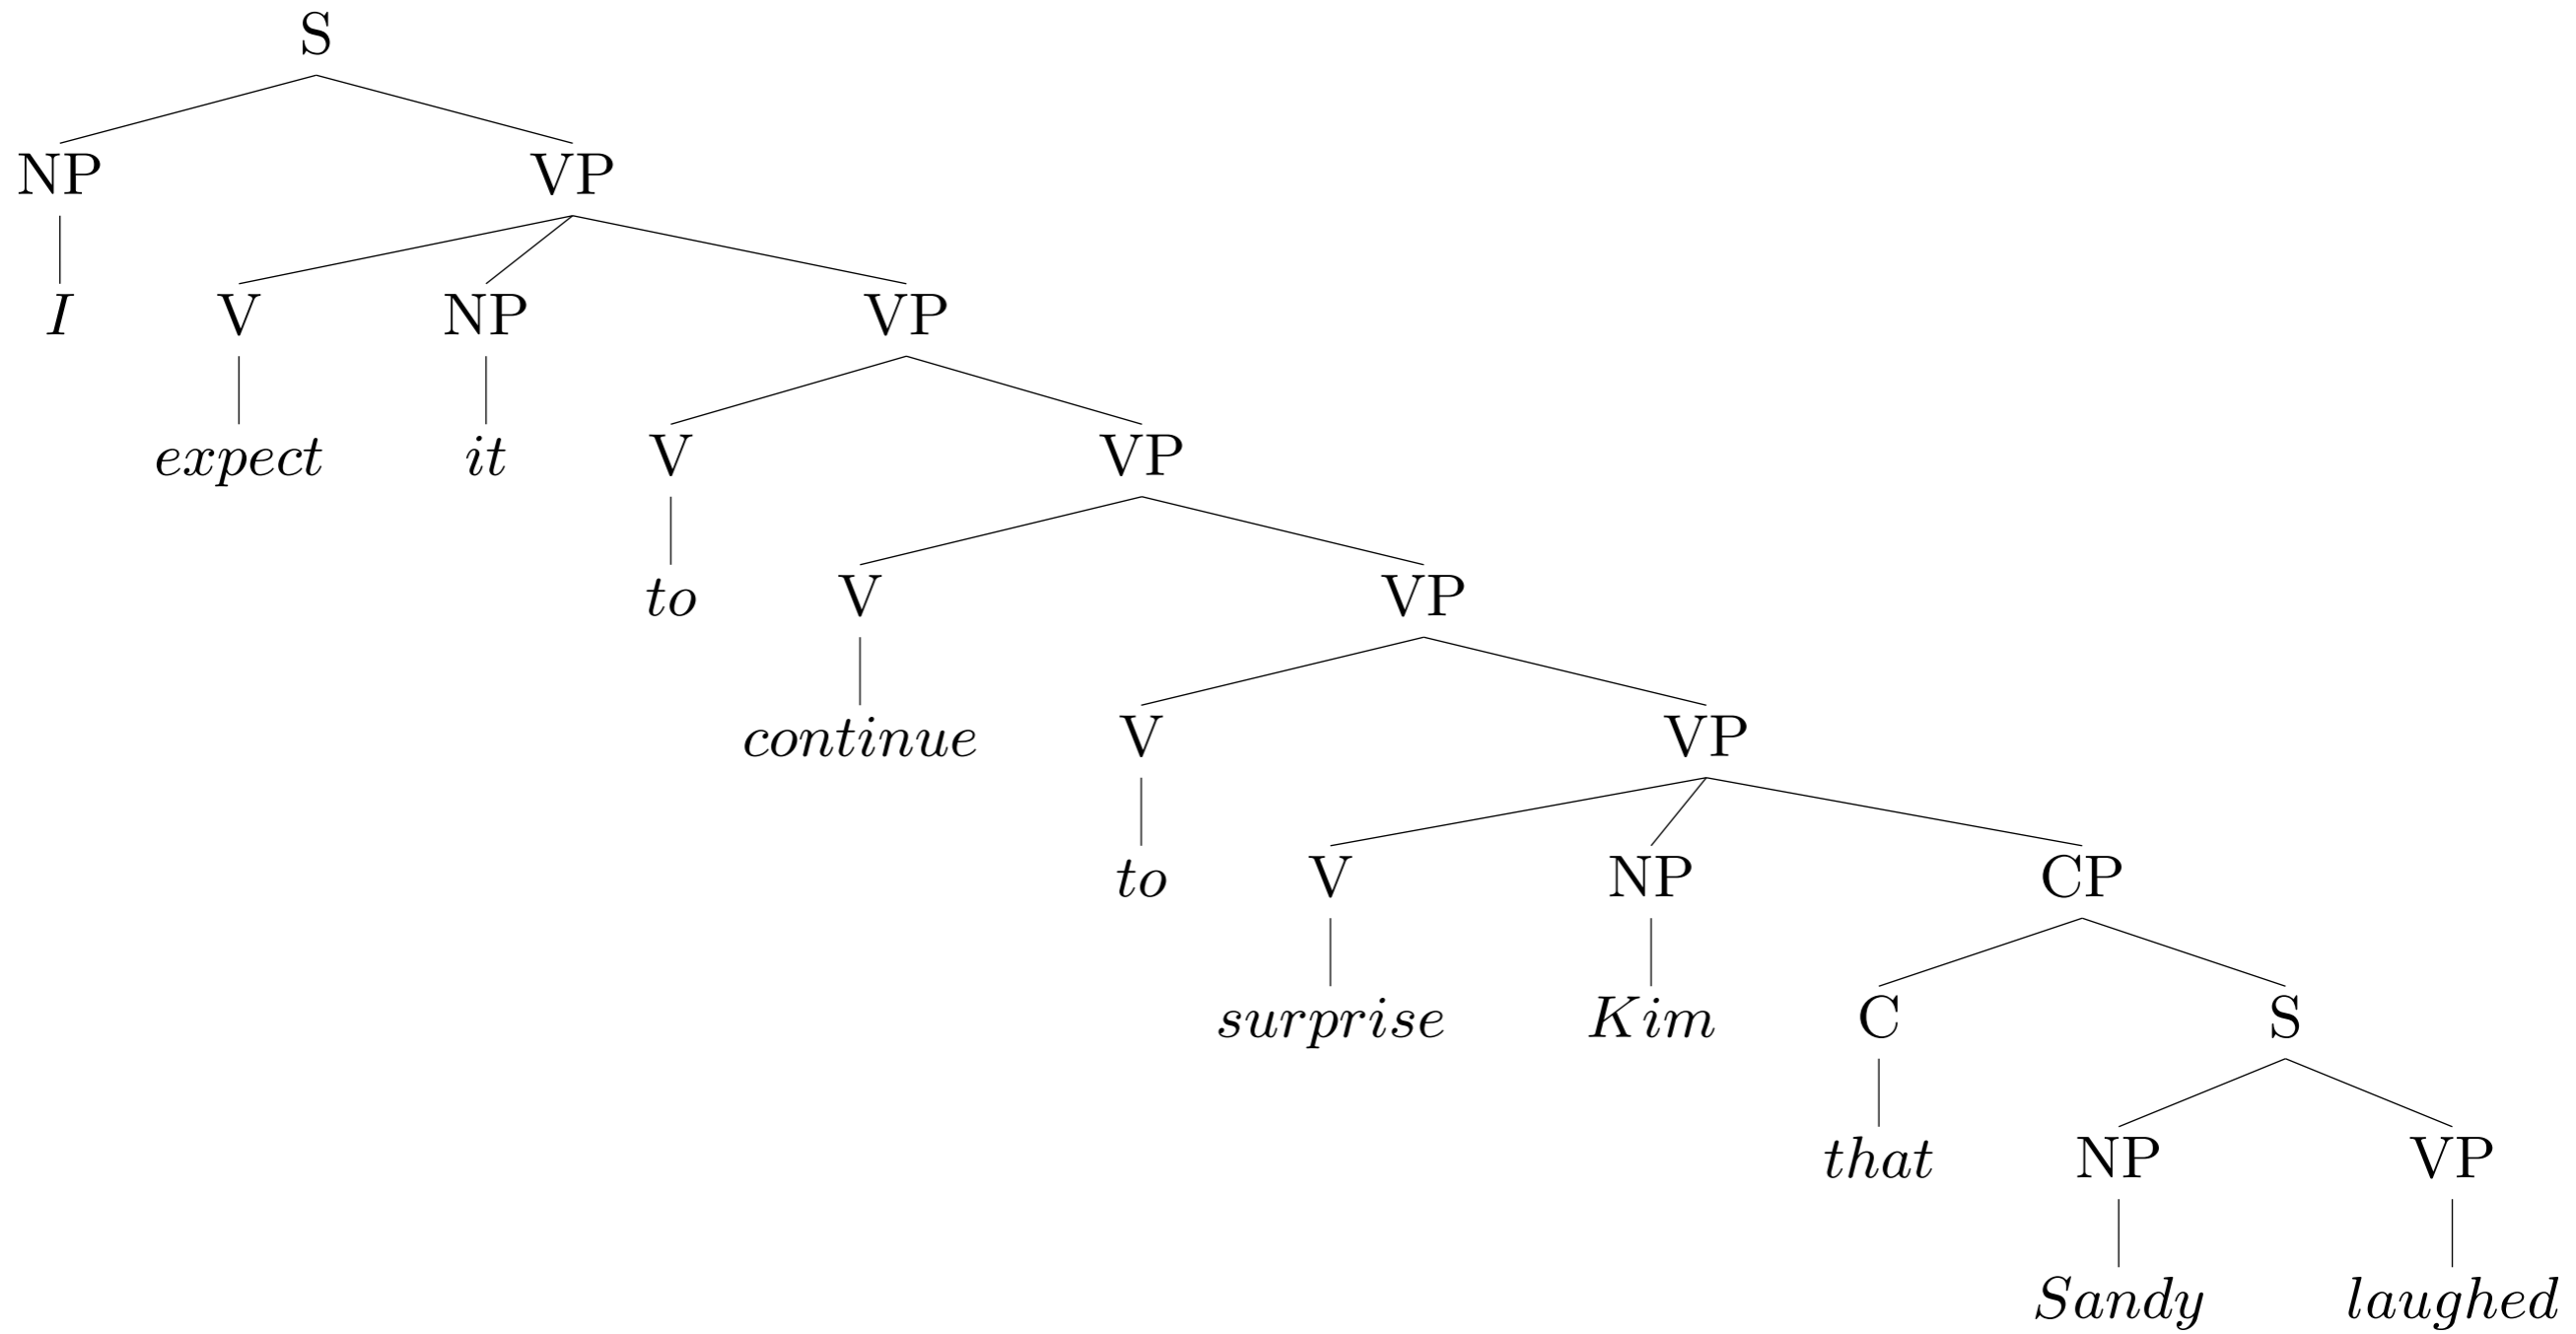 S
NP VP
I V NP VP
expect it V VP
to V VP
continue V VP
to V NP CP
surprise Kim C S
that NP VP
Sandy laughed